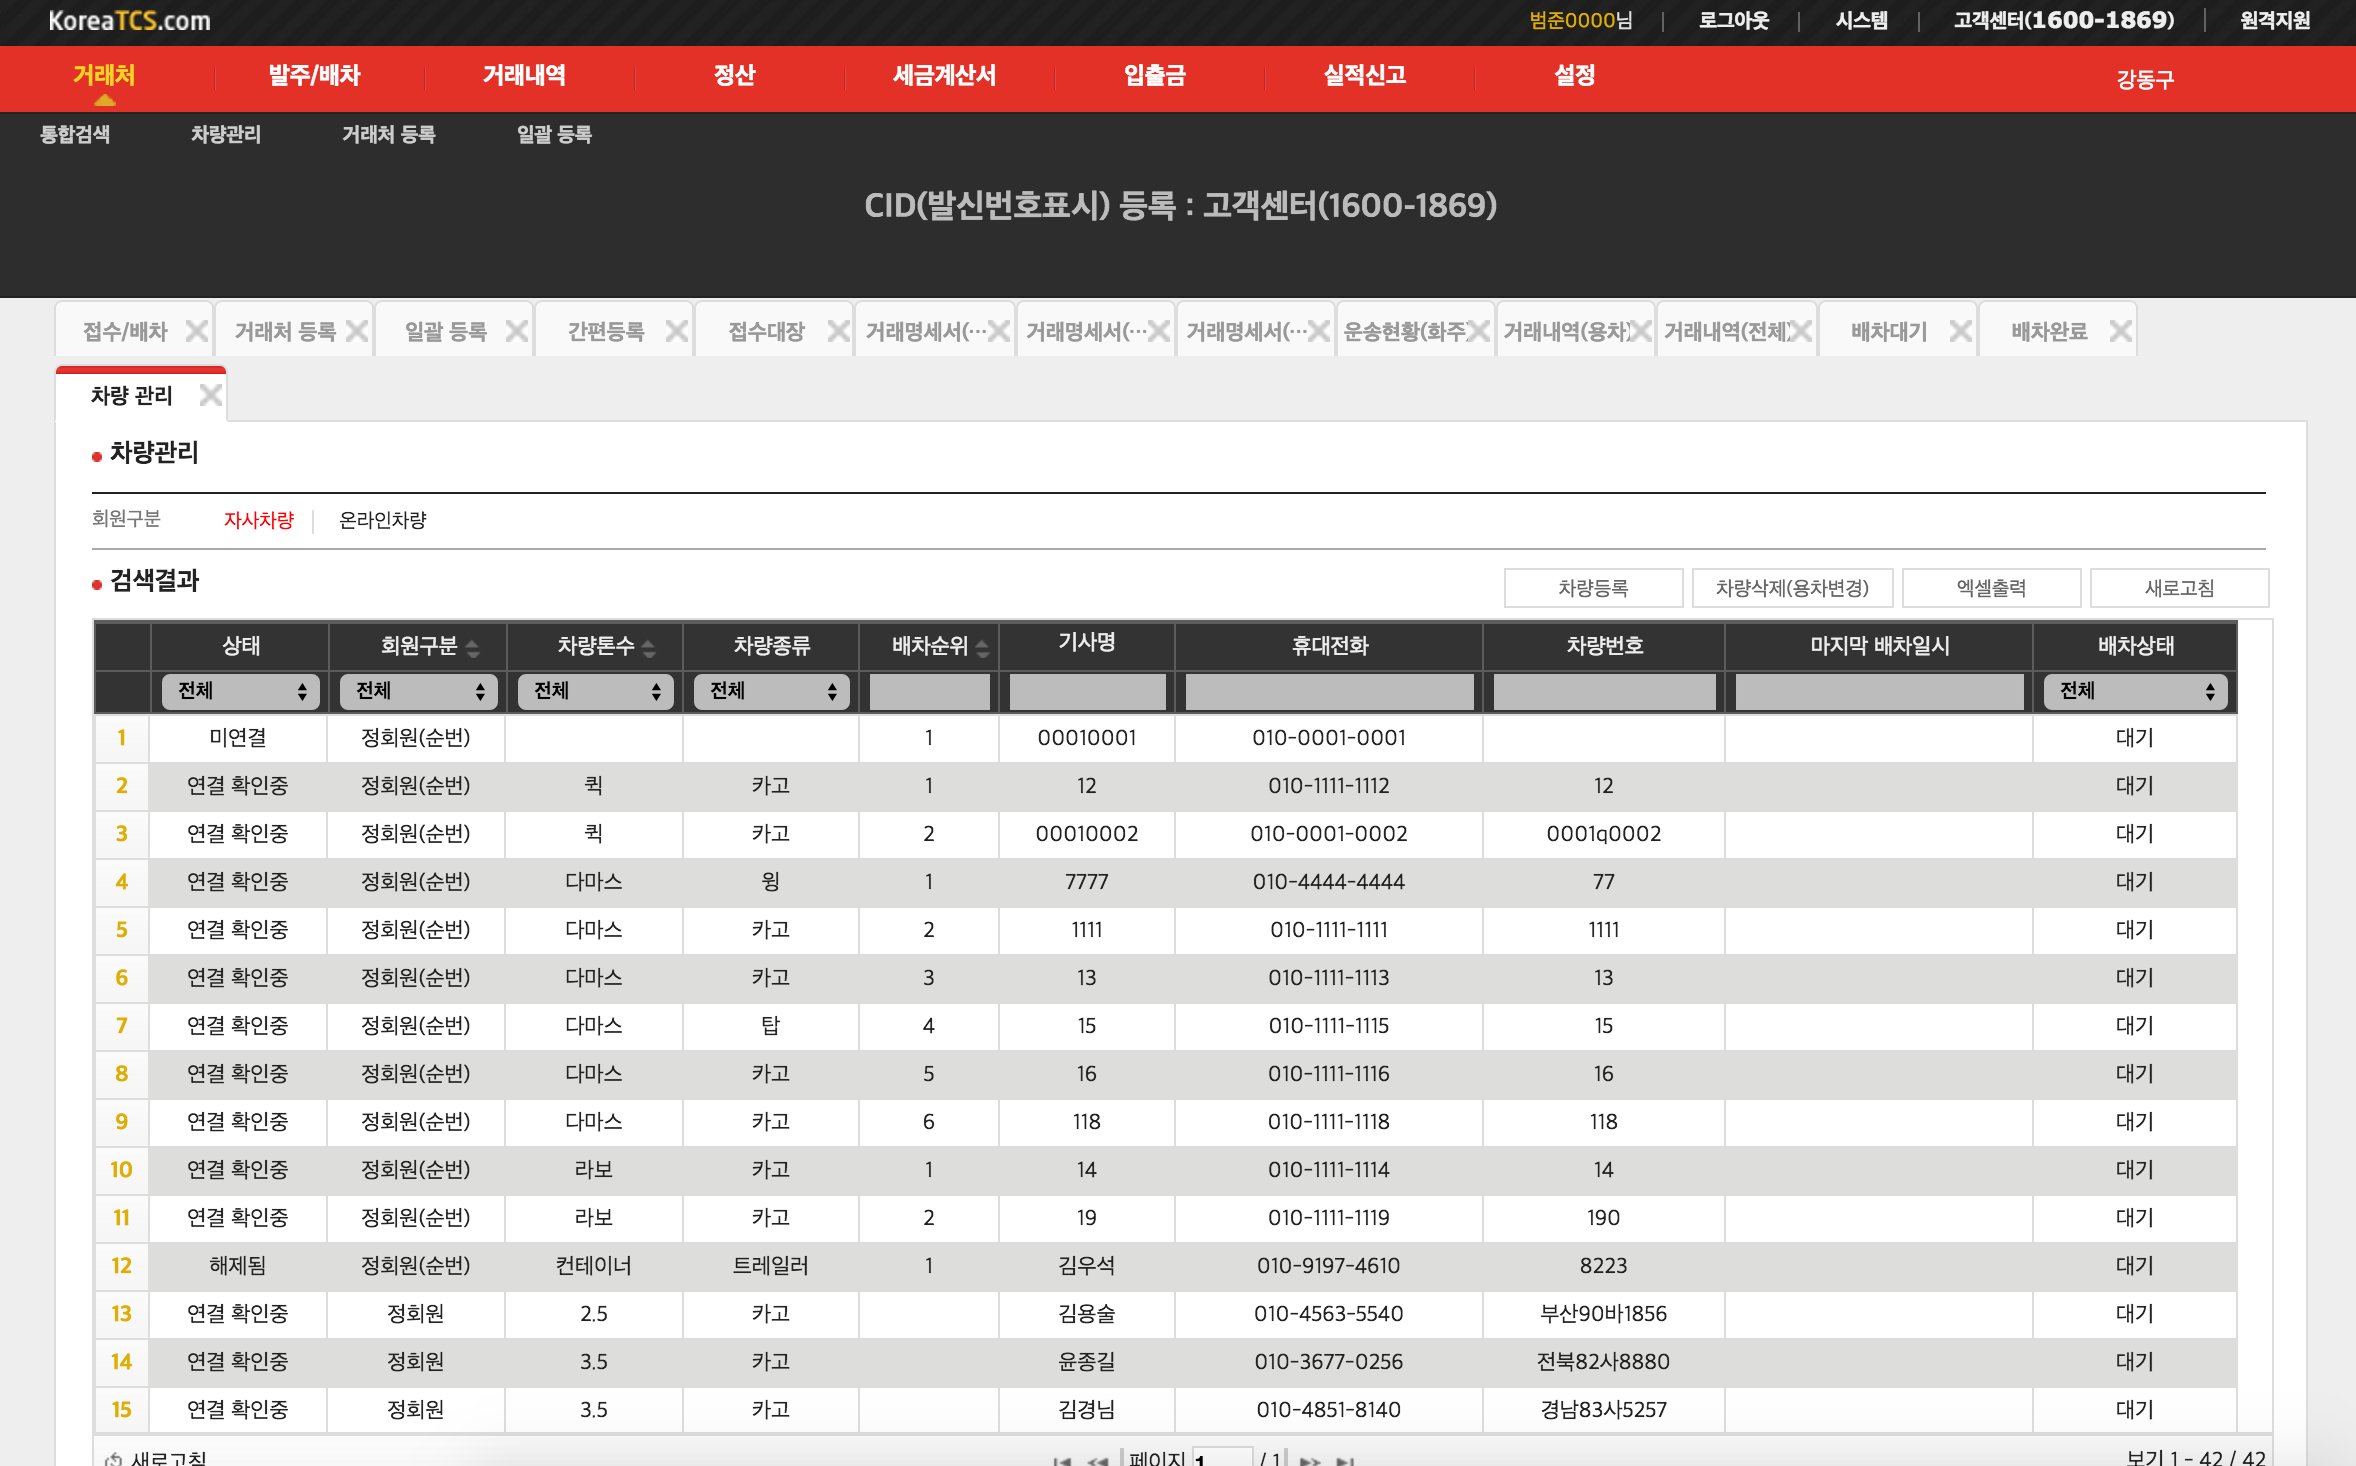 KoreaTCS.com 범준0000님 로그아웃 시스템 고객센터(1600-1869) 원격지원
거래처 발주/배차 거래내역 정산 세금계산서 입출금 실적신고 설정 강동구
통합검색 차량관리 거래처 등록 일괄 등록
CID(발신번호표시) 등록 : 고객센터(1600-1869)
접수/배차 거래처 등록 일괄 등록 간편등록 접수대장 거래명세서(… 거래명세서(… 거래명세서(… 운송현황(화주) 거래내역(용차) 거래내역(전체) 배차대기 배차완료
차량 관리
차량관리
회원구분 자사차량 온라인차량
검색결과 차량등록 차량삭제(용차변경) 엑셀출력 새로고침
상태 회원구분 차량톤수 차량종류 배차순위 기사명 휴대전화 차량번호 마지막 배차일시 배차상태
전체 전체 전체 전체 전체
1 미연결 정회원(순번) 1 00010001 010-0001-0001 대기
2 연결 확인중 정회원(순번) 퀵 카고 1 12 010-1111-1112 12 대기
3 연결 확인중 정회원(순번) 퀵 카고 2 00010002 010-0001-0002 0001q0002 대기
4 연결 확인중 정회원(순번) 다마스 윙 1 7777 010-4444-4444 77 대기
5 연결 확인중 정회원(순번) 다마스 카고 2 1111 010-1111-1111 1111 대기
6 연결 확인중 정회원(순번) 다마스 카고 3 13 010-1111-1113 13 대기
7 연결 확인중 정회원(순번) 다마스 탑 4 15 010-1111-1115 15 대기
8 연결 확인중 정회원(순번) 다마스 카고 5 16 010-1111-1116 16 대기
9 연결 확인중 정회원(순번) 다마스 카고 6 118 010-1111-1118 118 대기
10 연결 확인중 정회원(순번) 라보 카고 1 14 010-1111-1114 14 대기
11 연결 확인중 정회원(순번) 라보 카고 2 19 010-1111-1119 190 대기
12 해제됨 정회원(순번) 컨테이너 트레일러 1 김우석 010-9197-4610 8223 대기
13 연결 확인중 정회원 2.5 카고 김용술 010-4563-5540 부산90바1856 대기
14 연결 확인중 정회원 3.5 카고 윤종길 010-3677-0256 전북82사8880 대기
15 연결 확인중 정회원 3.5 카고 김경님 010-4851-8140 경남83사5257 대기
새로고침 페이지 1 / 1 보기 1 - 42 / 42